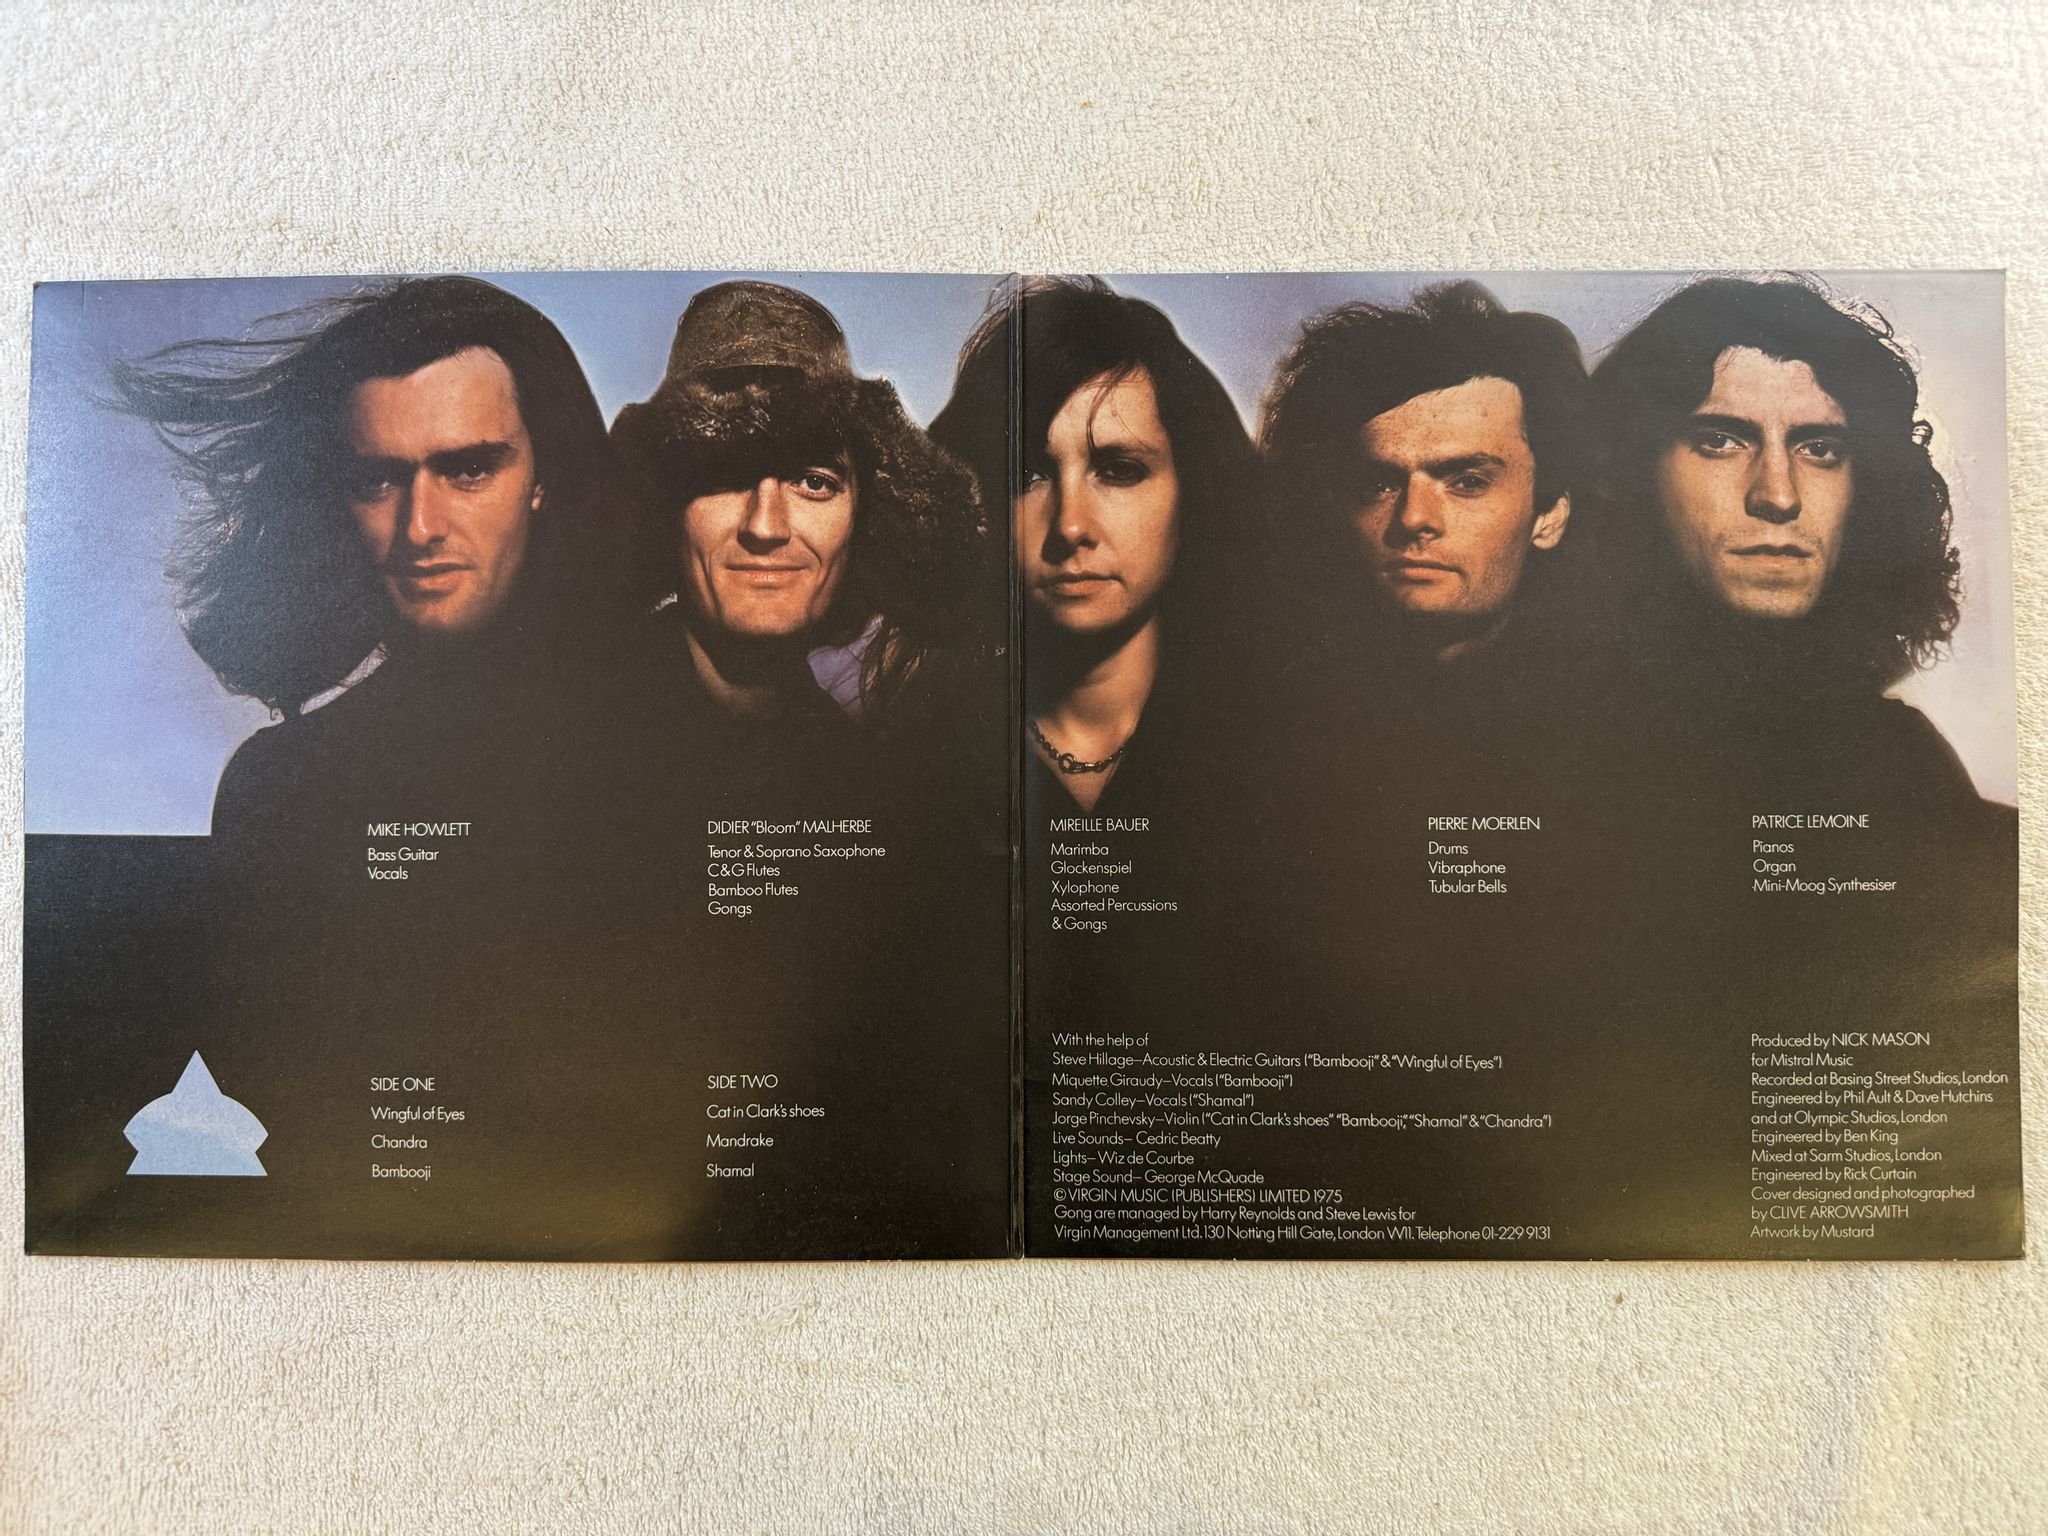 MIKE HOWLETT
Bass Guitar
Vocals
DIDIER "Bloom" MALHERBE
Tenor & Soprano Saxophone
C & G Flutes
Bamboo Flutes
Gongs
MIREILLE BAUER
Marimba
Glockenspiel
Xylophone
Assorted Percussions
& Gongs
PIERRE MOERLEN
Drums
Vibraphone
Tubular Bells
PATRICE LEMOINE
Pianos
Organ
Mini-Moog Synthesiser
SIDE ONE
Wingful of Eyes
Chandra
Bambooji
SIDE TWO
Cat in Clark's shoes
Mandrake
Shamal
With the help of
Steve Hillage–Acoustic & Electric Guitars ("Bambooji" & "Wingful of Eyes")
Miquette Giraudy–Vocals ("Bambooji")
Sandy Colley–Vocals ("Shamal")
Jorge Pinchevsky–Violin ("Cat in Clark's shoes" "Bambooji", "Shamal" & "Chandra")
Live Sounds– Cedric Beatty
Lights– Wiz de Courbe
Stage Sound– George McQuade
© VIRGIN MUSIC (PUBLISHERS) LIMITED 1975
Gong are managed by Harry Reynolds and Steve Lewis for
Virgin Management Ltd. 130 Notting Hill Gate, London W11. Telephone 01-229 9131
Produced by NICK MASON
for Mistral Music
Recorded at Basing Street Studios, London
Engineered by Phil Ault & Dave Hutchins
and at Olympic Studios, London
Engineered by Ben King
Mixed at Sarm Studios, London
Engineered by Rick Curtain
Cover designed and photographed
by CLIVE ARROWSMITH
Artwork by Mustard